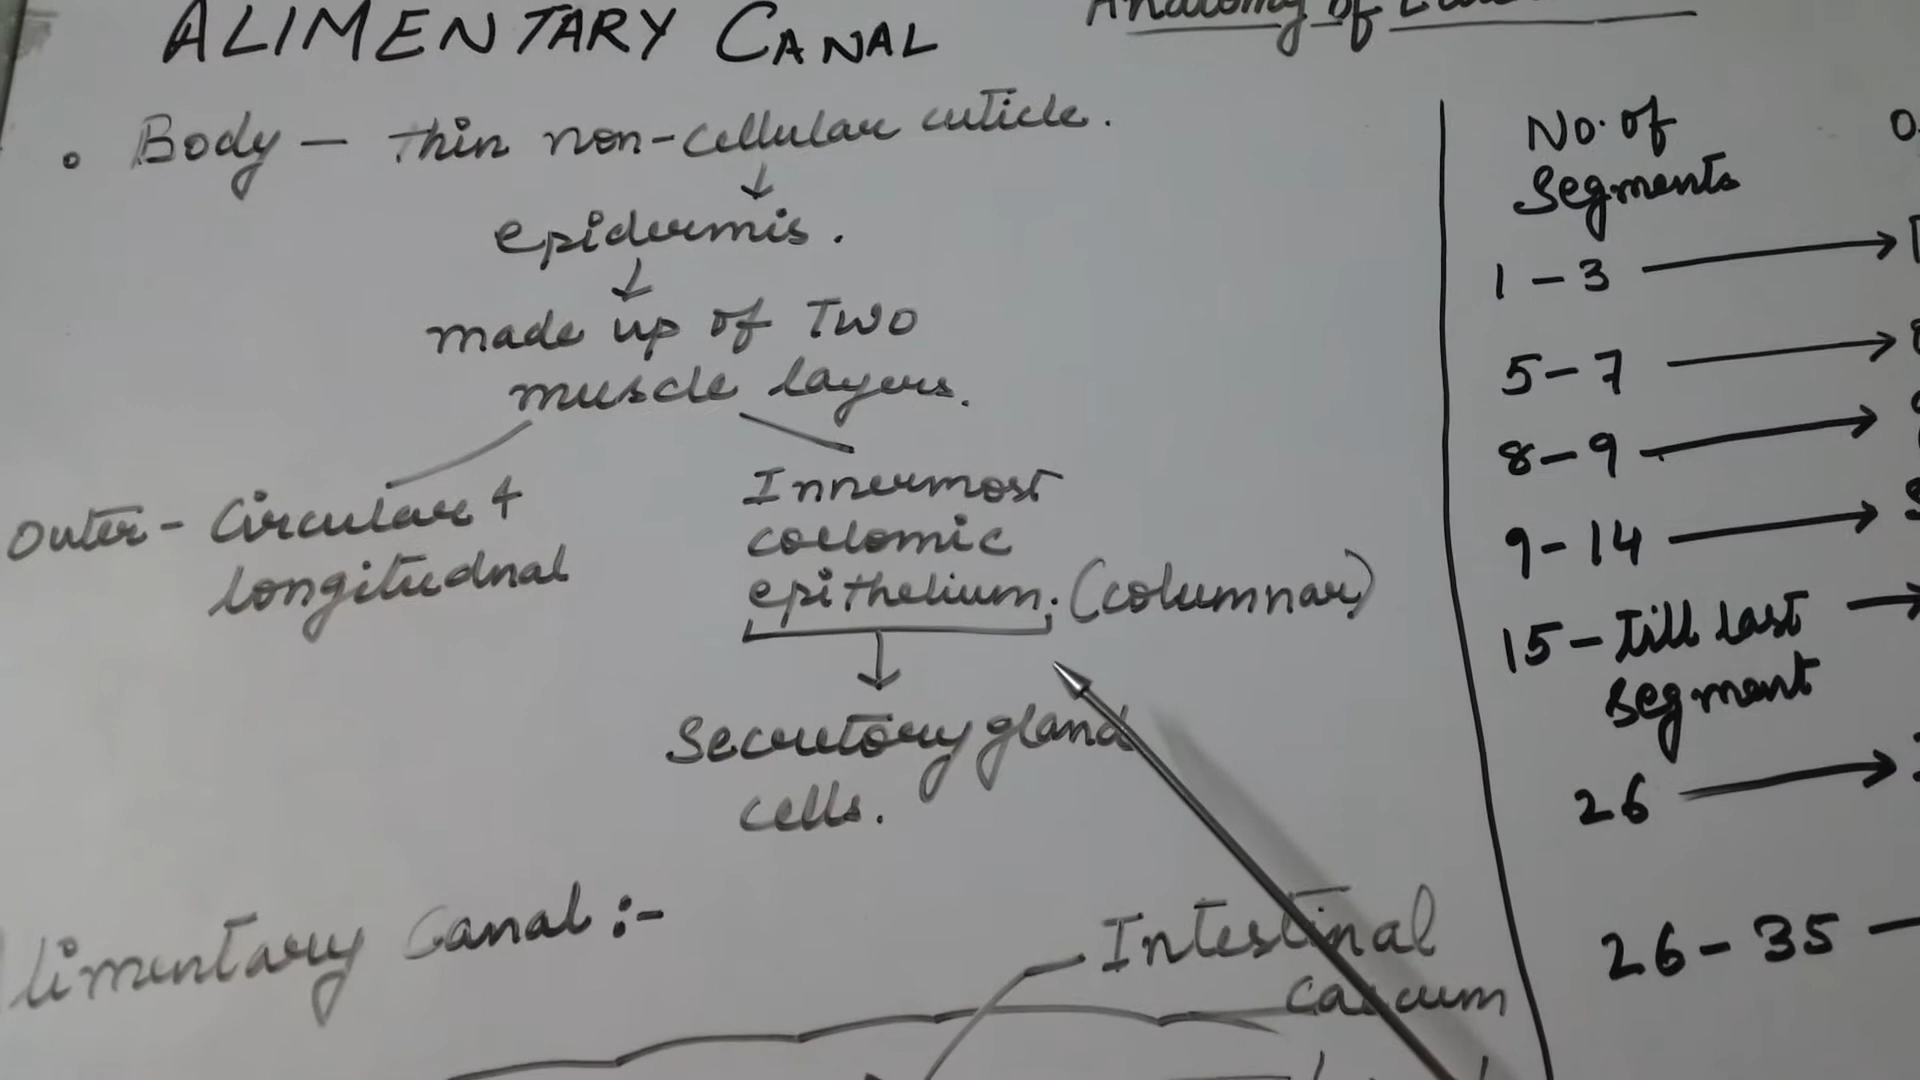 ALIMENTARY CANAL
Anatomy of
• Body – thin non-cellular cuticle.
↓
epidermis.
↓
made up of TWO
muscle layers.
Outer - Circular +
longitudnal
Innermost
coelomic
epithelium. (columnar)
↓
Secretory gland
cells.
limentary Canal :-
Intestinal
Caecum
No. of
Segments
1 – 3 →
5 – 7 →
8 – 9 →
9 - 14 →
15 – till last →
segment
26 →
26 – 35 –